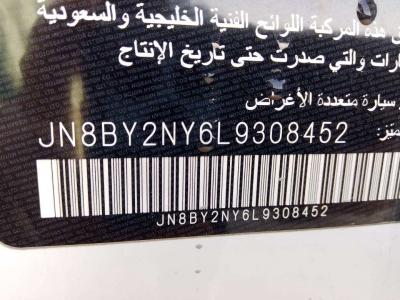 هذه المركبة اللوائح الفنية الخليجية والسعودية
والتي صدرت حتى تاريخ الإنتاج
سيارة متعددة الأغراض
JN8BY2NY6L9308452
JN8BY2NY6L9308452